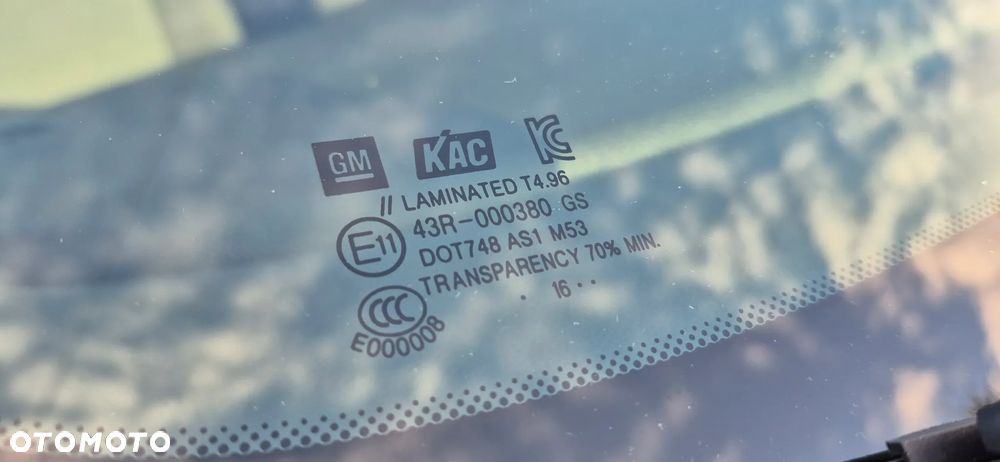 GM KAC KC
// LAMINATED T4.96
E11 43R-000380 GS
DOT748 AS1 M53
TRANSPARENCY 70% MIN.
. 16 . .
CCC
E000008
OTOMOTO